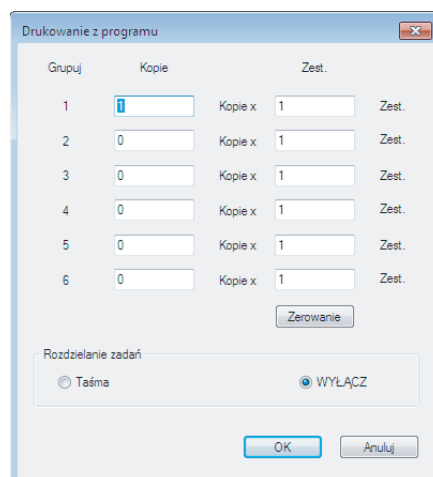 Drukowanie z programu
Grupuj Kopie Zest.
1 1 Kopie x 1 Zest.
2 0 Kopie x 1 Zest.
3 0 Kopie x 1 Zest.
4 0 Kopie x 1 Zest.
5 0 Kopie x 1 Zest.
6 0 Kopie x 1 Zest.
Zerowanie
Rozdzielanie zadań
Taśma WYŁĄCZ
OK Anuluj